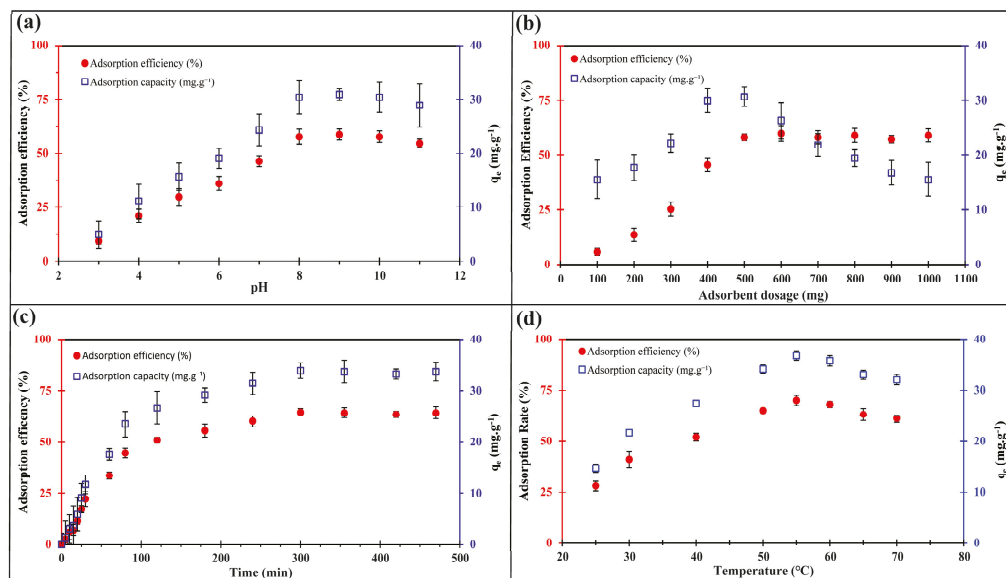 (a)
100
75
50
25
0
Adsorption efficiency (%)
Adsorption efficiency (%)
Adsorption capacity (mg.g⁻¹)
40
30
20
10
0
qₑ (mg.g⁻¹)
2 4 6 8 10 12
pH
(b)
100
75
50
25
0
Adsorption Efficiency (%)
Adsorption efficiency (%)
Adsorption capacity (mg.g⁻¹)
40
30
20
10
0
qₑ (mg.g⁻¹)
0 100 200 300 400 500 600 700 800 900 1000 1100
Adsorbent dosage (mg)
(c)
100
75
50
25
0
Adsorption efficiency (%)
Adsorption efficiency (%)
Adsorption capacity (mg.g⁻¹)
40
30
20
10
0
qₑ (mg.g⁻¹)
0 100 200 300 400 500
Time (min)
(d)
100
75
50
25
0
Adsorption Rate (%)
Adsorption efficiency (%)
Adsorption capacity (mg.g⁻¹)
40
30
20
10
0
qₑ (mg.g⁻¹)
20 30 40 50 60 70 80
Temperature (°C)